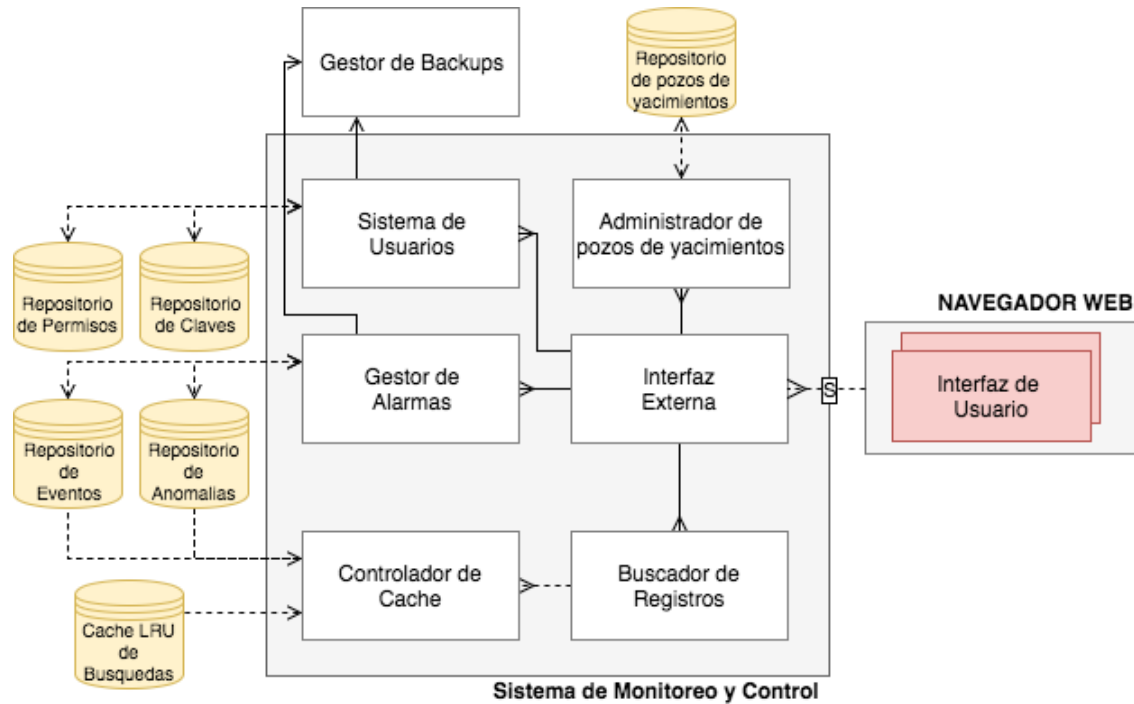 Gestor de Backups
Repositorio
de pozos de
yacimientos
Sistema de
Usuarios
Administrador de
pozos de yacimientos
Repositorio
de Permisos
Repositorio
de Claves
NAVEGADOR WEB
Gestor de
Alarmas
Interfaz
Externa
S
Interfaz de
Usuario
Repositorio
de
Eventos
Repositorio
de
Anomalias
Controlador de
Cache
Buscador de
Registros
Cache LRU
de
Busquedas
Sistema de Monitoreo y Control